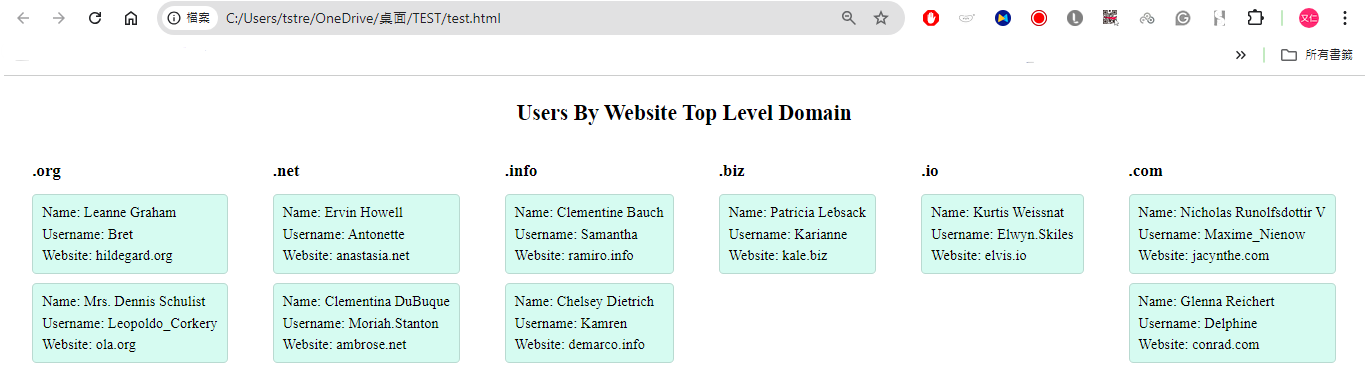 檔案
C:/Users/tstre/OneDrive/桌面/TEST/test.html
文仁
所有書籤
Users By Website Top Level Domain
.org
Name: Leanne Graham
Username: Bret
Website: hildegard.org
Name: Mrs. Dennis Schulist
Username: Leopoldo_Corkery
Website: ola.org
.net
Name: Ervin Howell
Username: Antonette
Website: anastasia.net
Name: Clementina DuBuque
Username: Moriah.Stanton
Website: ambrose.net
.info
Name: Clementine Bauch
Username: Samantha
Website: ramiro.info
Name: Chelsey Dietrich
Username: Kamren
Website: demarco.info
.biz
Name: Patricia Lebsack
Username: Karianne
Website: kale.biz
.io
Name: Kurtis Weissnat
Username: Elwyn.Skiles
Website: elvis.io
.com
Name: Nicholas Runolfsdottir V
Username: Maxime_Nienow
Website: jacynthe.com
Name: Glenna Reichert
Username: Delphine
Website: conrad.com